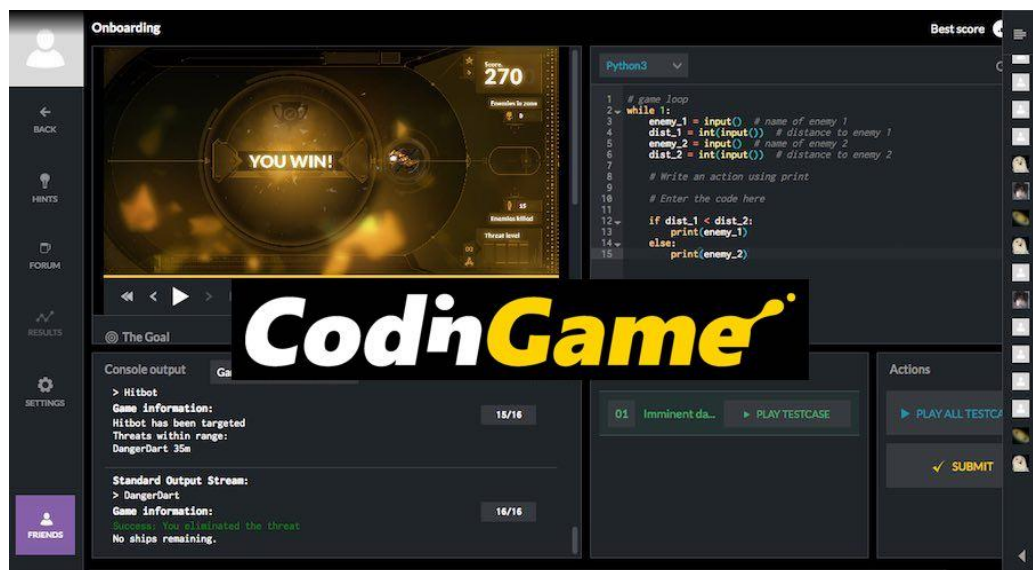 Onboarding
Best score
BACK
HINTS
FORUM
RESULTS
SETTINGS
FRIENDS
Score
270
Enemies in zone
0
YOU WIN!
15
Enemies killed
Threat level
The Goal
Python3
1 # game loop
2 while 1:
3 enemy_1 = input() # name of enemy 1
4 dist_1 = int(input()) # distance to enemy 1
5 enemy_2 = input() # name of enemy 2
6 dist_2 = int(input()) # distance to enemy 2
7
8 # Write an action using print
9
10 # Enter the code here
11
12 if dist_1 < dist_2:
13 print(enemy_1)
14 else:
15 print(enemy_2)
CodinGame
Console output
Ga
> Hitbot
Game information:
15/16
Hitbot has been targeted
Threats within range:
DangerDart 35m
Standard Output Stream:
> DangerDart
Game information:
16/16
Success: You eliminated the threat
No ships remaining.
01 Imminent da... PLAY TESTCASE
Actions
PLAY ALL TESTCA
SUBMIT